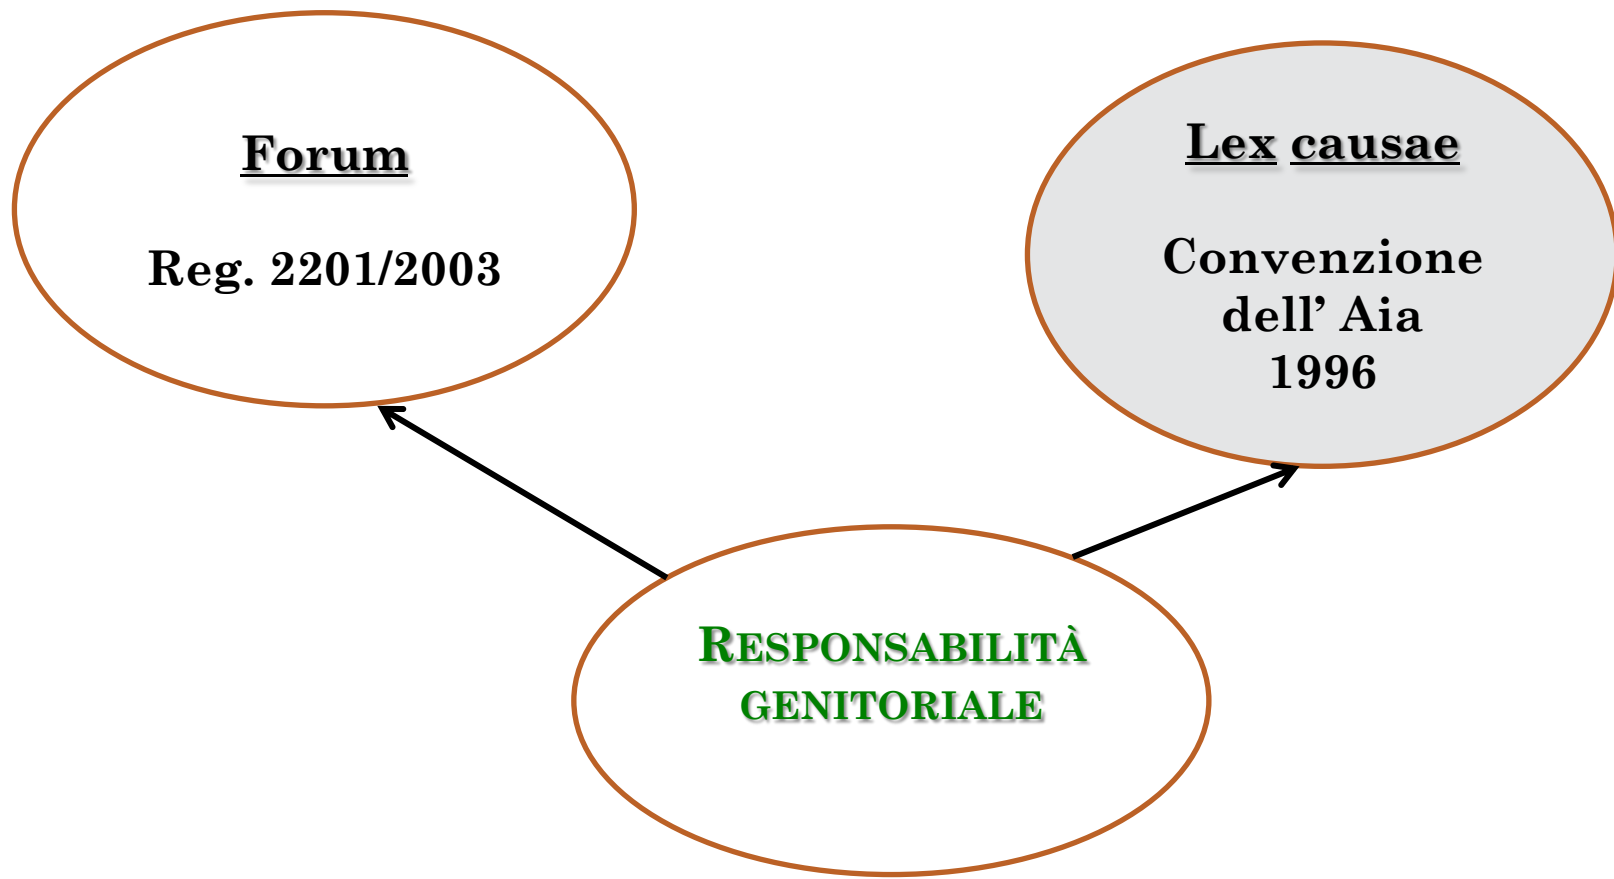 Forum
Reg. 2201/2003
Lex causae
Convenzione
dell’ Aia
1996
RESPONSABILITÀ
GENITORIALE